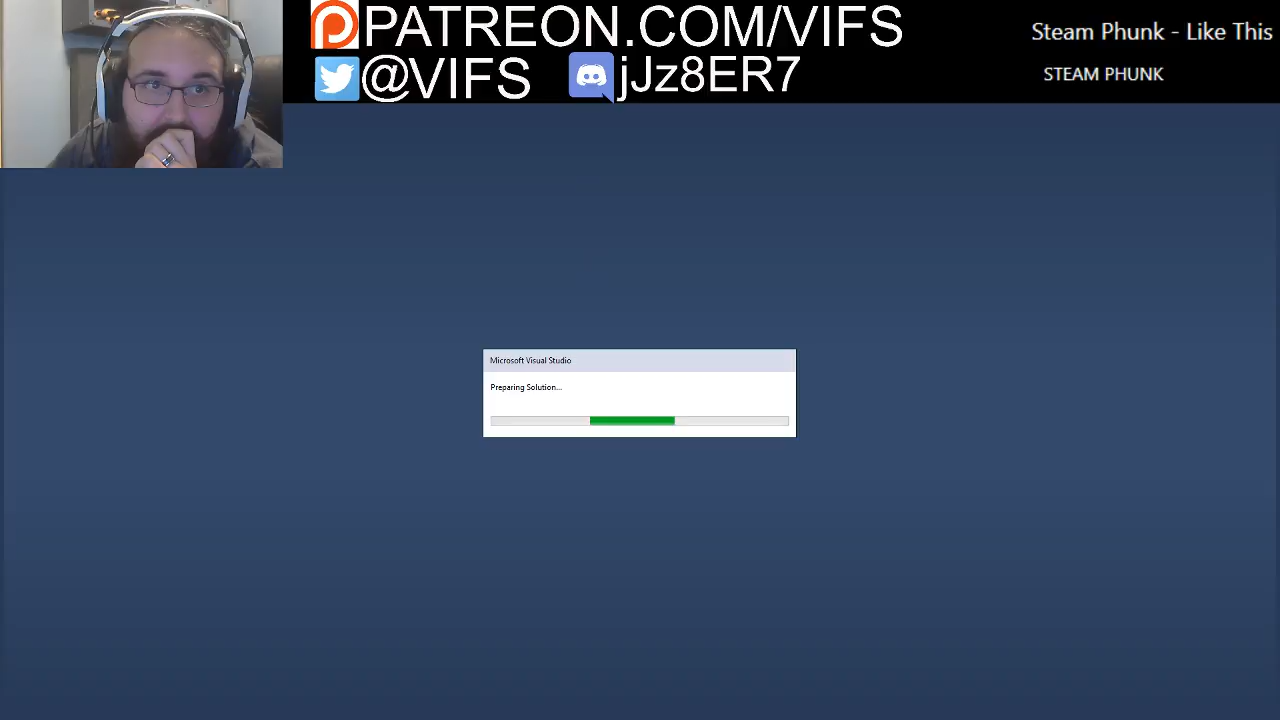 PATREON.COM/VIFS
@VIFS jJz8ER7
Steam Phunk - Like This
STEAM PHUNK
Microsoft Visual Studio
Preparing Solution...